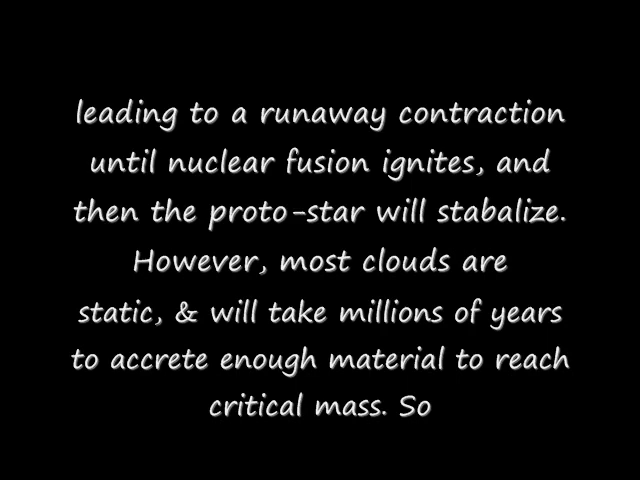 leading to a runaway contraction
until nuclear fusion ignites, and
then the proto-star will stabalize.
However, most clouds are
static, & will take millions of years
to accrete enough material to reach
critical mass. So